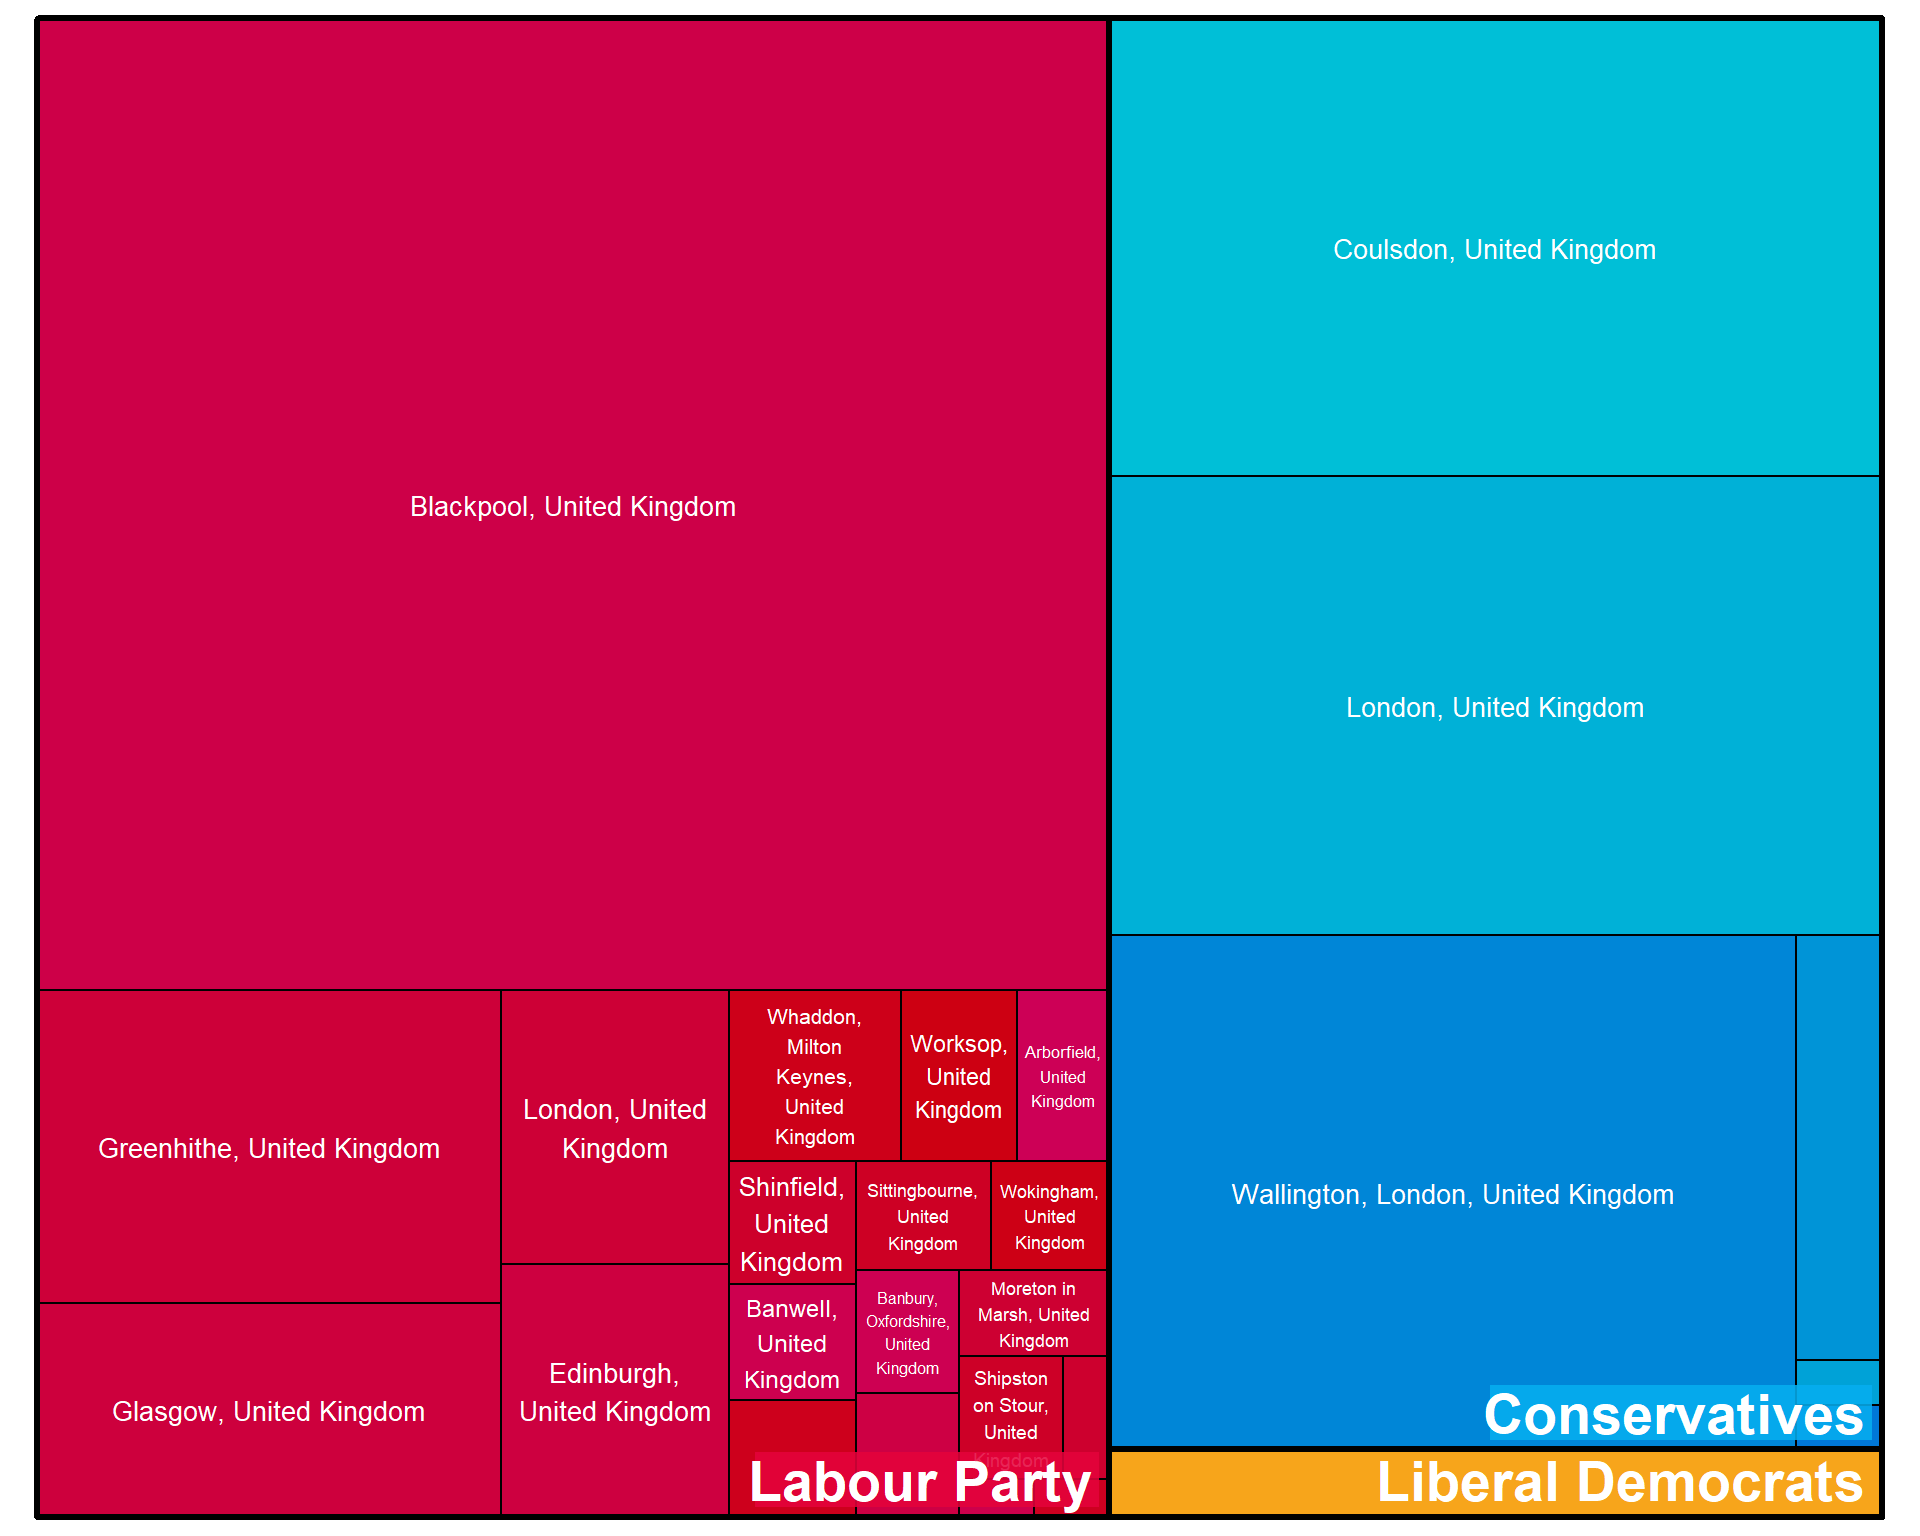 Blackpool, United Kingdom
Greenhithe, United Kingdom
Glasgow, United Kingdom
London, United
Kingdom
Edinburgh,
United Kingdom
Whaddon,
Milton
Keynes,
United
Kingdom
Worksop,
United
Kingdom
Arborfield,
United
Kingdom
Shinfield,
United
Kingdom
Sittingbourne,
United
Kingdom
Wokingham,
United
Kingdom
Banwell,
United
Kingdom
Banbury,
Oxfordshire,
United
Kingdom
Moreton in
Marsh, United
Kingdom
Shipston
on Stour,
United
Kingdom
Labour Party
Coulsdon, United Kingdom
London, United Kingdom
Wallington, London, United Kingdom
Conservatives
Liberal Democrats